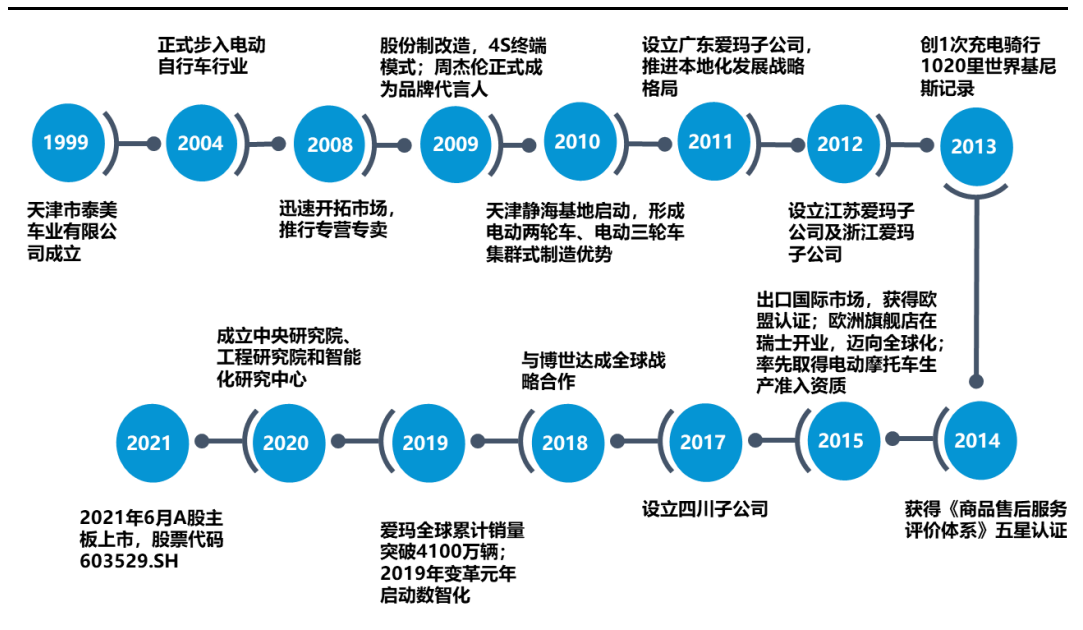 1999
天津市泰美
车业有限公
司成立
正式步入电动
自行车行业
2004
2008
迅速开拓市场，
推行专营专卖
股份制改造，4S终端
模式；周杰伦正式成
为品牌代言人
2009
2010
天津静海基地启动，形成
电动两轮车、电动三轮车
集群式制造优势
设立广东爱玛子公司，
推进本地化发展战略
格局
2011
2012
设立江苏爱玛子
公司及浙江爱玛
子公司
创1次充电骑行
1020里世界基尼
斯记录
2013
2014
获得《商品售后服务
评价体系》五星认证
出口国际市场，获得欧
盟认证；欧洲旗舰店在
瑞士开业，迈向全球化；
率先取得电动摩托车生
产准入资质
2015
2017
设立四川子公司
与博世达成全球战
略合作
2018
2019
爱玛全球累计销量
突破4100万辆；
2019年变革元年
启动数智化
成立中央研究院、
工程研究院和智能
化研究中心
2020
2021
2021年6月A股主
板上市，股票代码
603529.SH